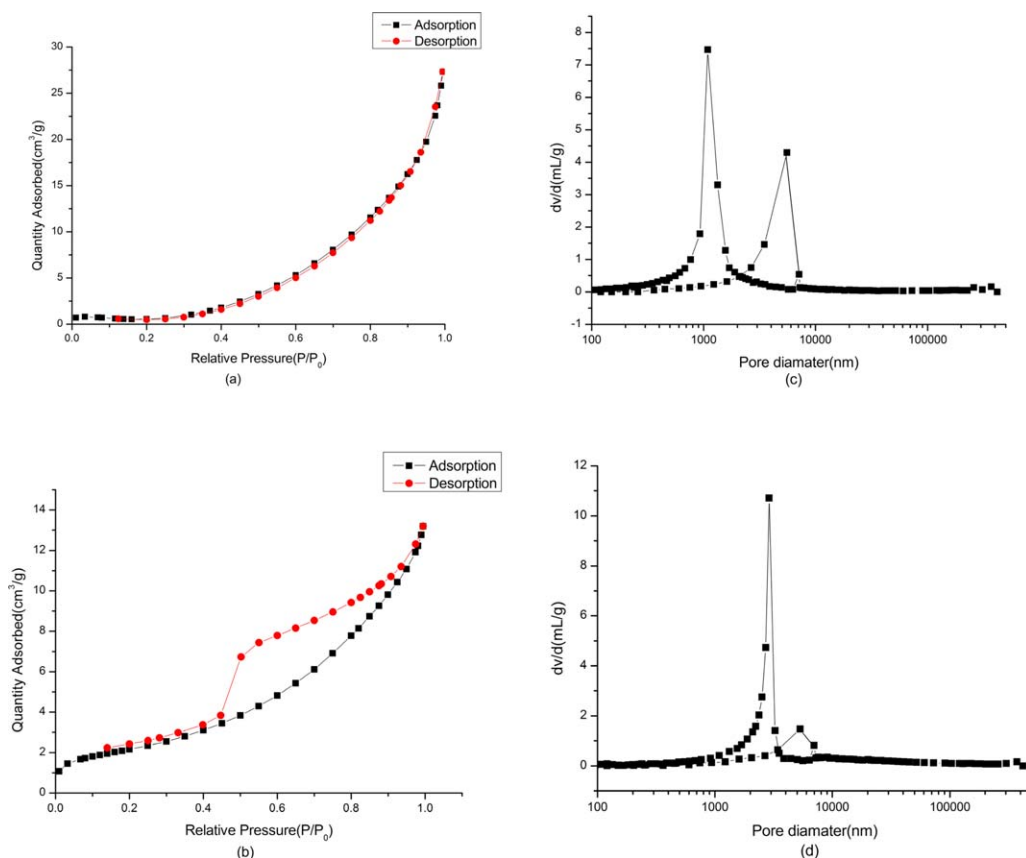 Adsorption
Desorption
30
25
20
15
10
5
0
0.0 0.2 0.4 0.6 0.8 1.0
Quantity Adsorbed(cm³/g)
Relative Pressure(P/P₀)
(a)
8
7
6
5
4
3
2
1
0
-1
100 1000 10000 100000
dv/d(mL/g)
Pore diamater(nm)
(c)
Adsorption
Desorption
14
12
10
8
6
4
2
0
0.0 0.2 0.4 0.6 0.8 1.0
Quantity Adsorbed(cm³/g)
Relative Pressure(P/P₀)
(b)
12
10
8
6
4
2
0
100 1000 10000 100000
dv/d(mL/g)
Pore diamater(nm)
(d)